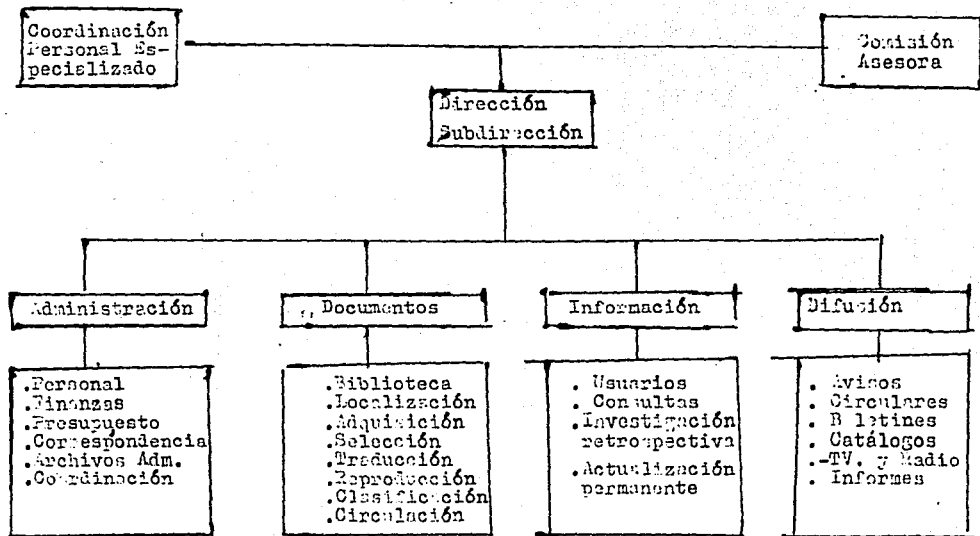 Coordinación
Personal Es-
pecializado
Comisión
Asesora
Dirección
Subdirección
Administración
Documentos
Información
Difusión
.Personal
.Finanzas
.Presupuesto
.Correspondencia
.Archivos Adm.
.Coordinación
.Biblioteca
.Localización
.Adquisición
.Selección
.Traducción
.Reproducción
.Clasificación
.Circulación
. Usuarios
. Consultas
.Investigación
retrospectiva
.Actualización
permanente
. Avisos
. Circulares
. B letines
. Catálogos
.-TV. y Radio
. Informes